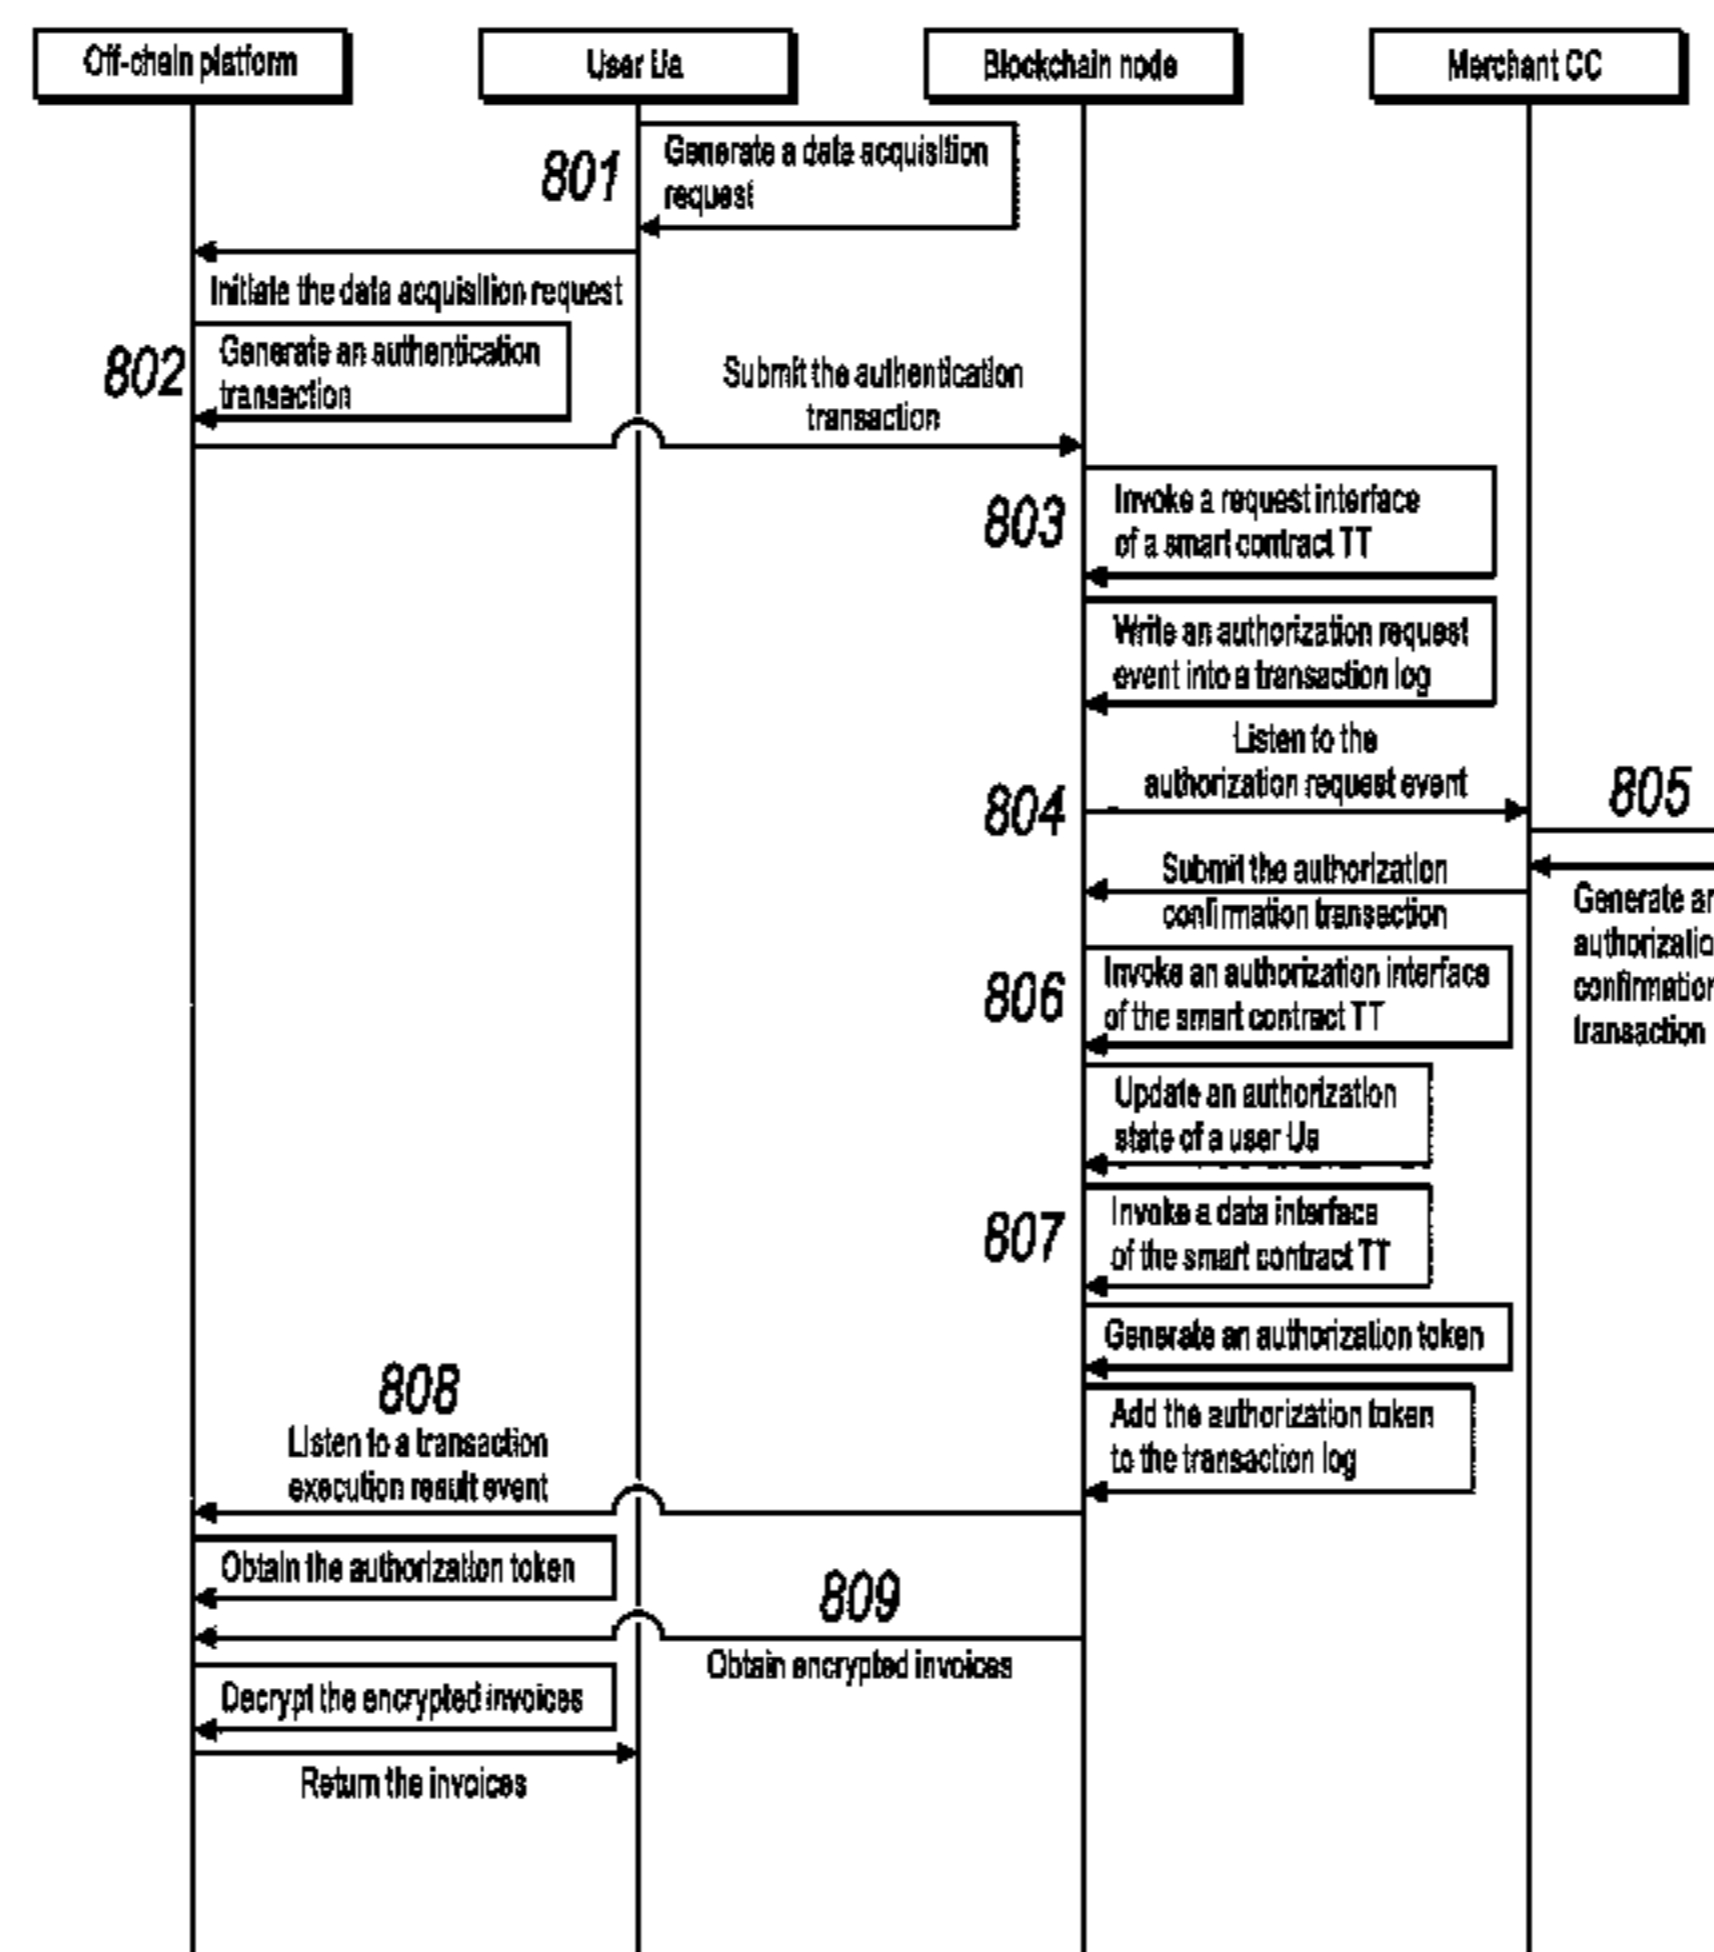 Off-chain platform
User Ua
Blockchain node
Merchant CC
801
Generate a data acquisition
request
Initiate the data acquisition request
802
Generate an authentication
transaction
Submit the authentication
transaction
803
Invoke a request interface
of a smart contract TT
Write an authorization request
event into a transaction log
Listen to the
authorization request event
804
805
Submit the authorization
confirmation transaction
Generate an
authorizatio
confirmation
transaction
806
Invoke an authorization interface
of the smart contract TT
Update an authorization
state of a user Ua
807
Invoke a data interface
of the smart contract TT
Generate an authorization token
Add the authorization token
to the transaction log
808
Listen to a transaction
execution result event
Obtain the authorization token
809
Obtain encrypted invoices
Decrypt the encrypted invoices
Return the invoices